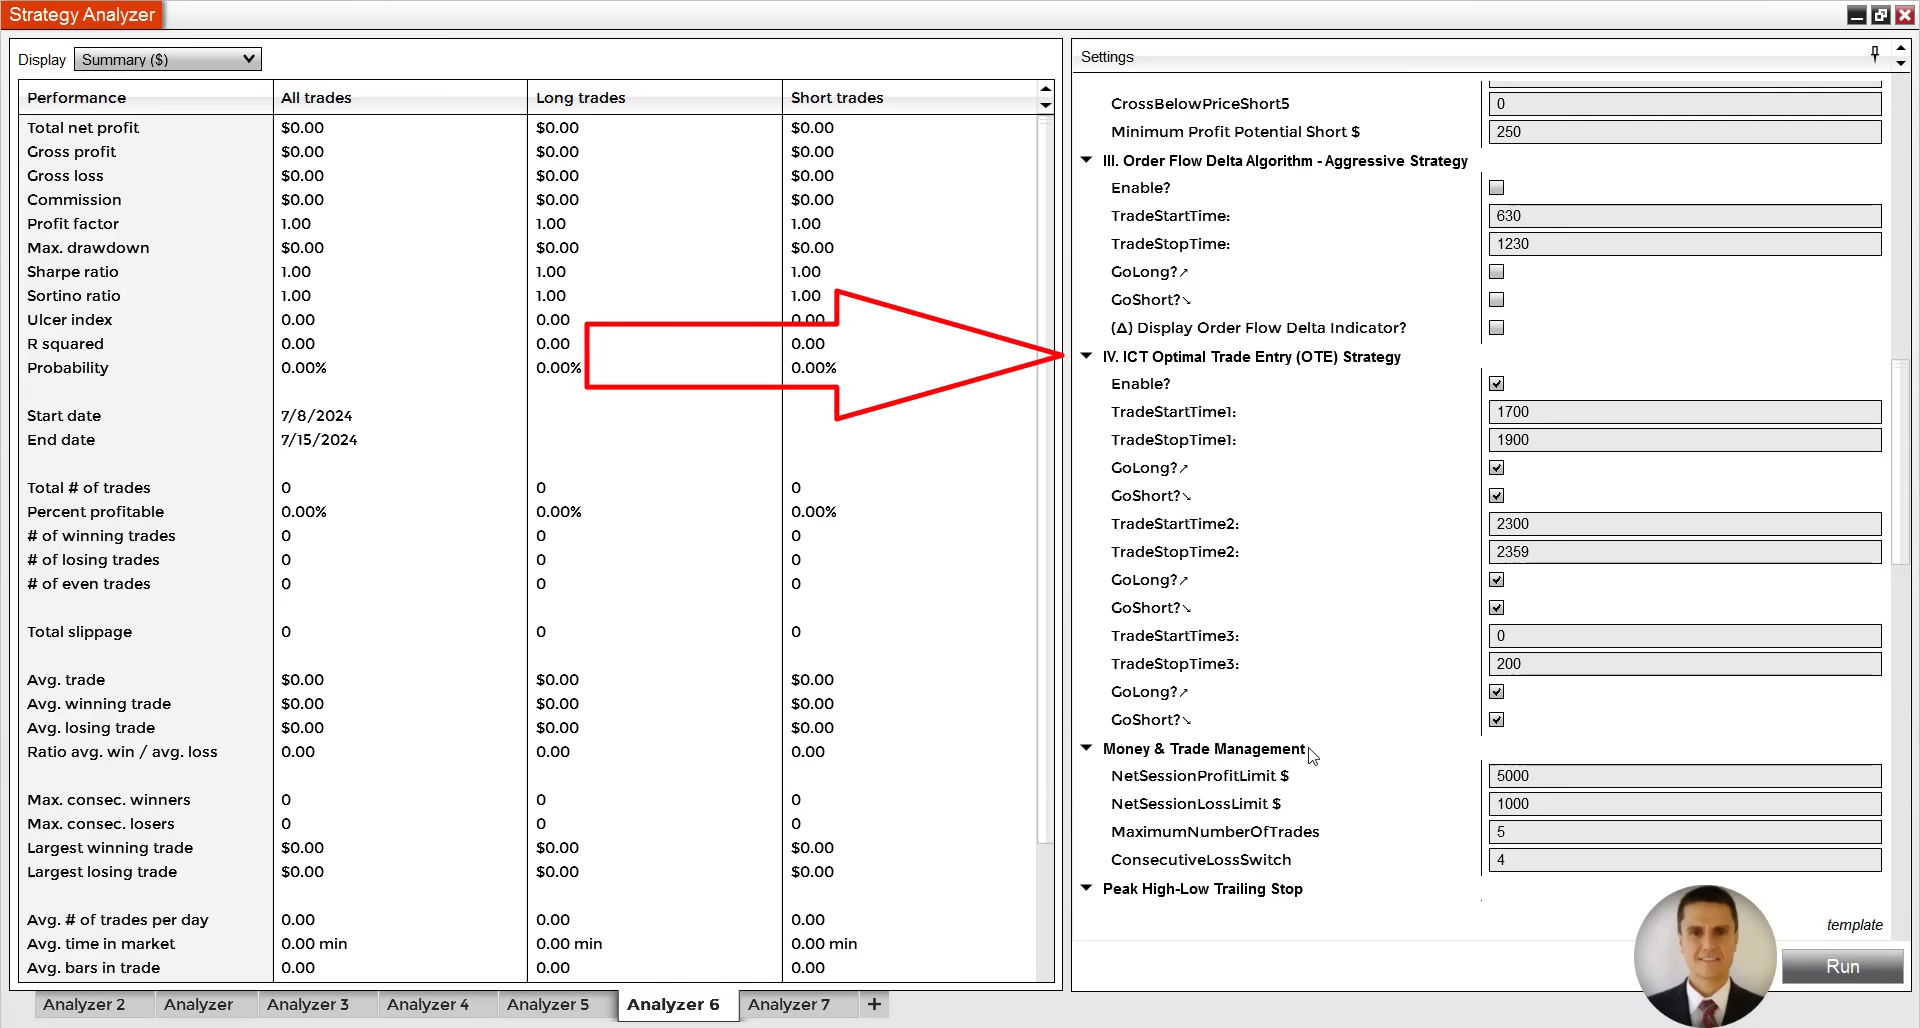 Strategy Analyzer
Display Summary ($)
Performance All trades Long trades Short trades
Total net profit $0.00 $0.00 $0.00
Gross profit $0.00 $0.00 $0.00
Gross loss $0.00 $0.00 $0.00
Commission $0.00 $0.00 $0.00
Profit factor 1.00 1.00 1.00
Max. drawdown $0.00 $0.00 $0.00
Sharpe ratio 1.00 1.00 1.00
Sortino ratio 1.00 1.00 1.00
Ulcer index 0.00 0.00 0.00
R squared 0.00 0.00 0.00
Probability 0.00% 0.00% 0.00%
Start date 7/8/2024
End date 7/15/2024
Total # of trades 0 0 0
Percent profitable 0.00% 0.00% 0.00%
# of winning trades 0 0 0
# of losing trades 0 0 0
# of even trades 0 0 0
Total slippage 0 0 0
Avg. trade $0.00 $0.00 $0.00
Avg. winning trade $0.00 $0.00 $0.00
Avg. losing trade $0.00 $0.00 $0.00
Ratio avg. win / avg. loss 0.00 0.00 0.00
Max. consec. winners 0 0 0
Max. consec. losers 0 0 0
Largest winning trade $0.00 $0.00 $0.00
Largest losing trade $0.00 $0.00 $0.00
Avg. # of trades per day 0.00 0.00 0.00
Avg. time in market 0.00 min 0.00 min 0.00 min
Avg. bars in trade 0.00 0.00 0.00
Analyzer 2 Analyzer Analyzer 3 Analyzer 4 Analyzer 5 Analyzer 6 Analyzer 7 +
Settings
CrossBelowPriceShort5 0
Minimum Profit Potential Short $ 250
III. Order Flow Delta Algorithm - Aggressive Strategy
Enable?
TradeStartTime: 630
TradeStopTime: 1230
GoLong?↗
GoShort?↘
(Δ) Display Order Flow Delta Indicator?
IV. ICT Optimal Trade Entry (OTE) Strategy
Enable?
TradeStartTime1: 1700
TradeStopTime1: 1900
GoLong?↗
GoShort?↘
TradeStartTime2: 2300
TradeStopTime2: 2359
GoLong?↗
GoShort?↘
TradeStartTime3: 0
TradeStopTime3: 200
GoLong?↗
GoShort?↘
Money & Trade Management
NetSessionProfitLimit $ 5000
NetSessionLossLimit $ 1000
MaximumNumberOfTrades 5
ConsecutiveLossSwitch 4
Peak High-Low Trailing Stop
template
Run